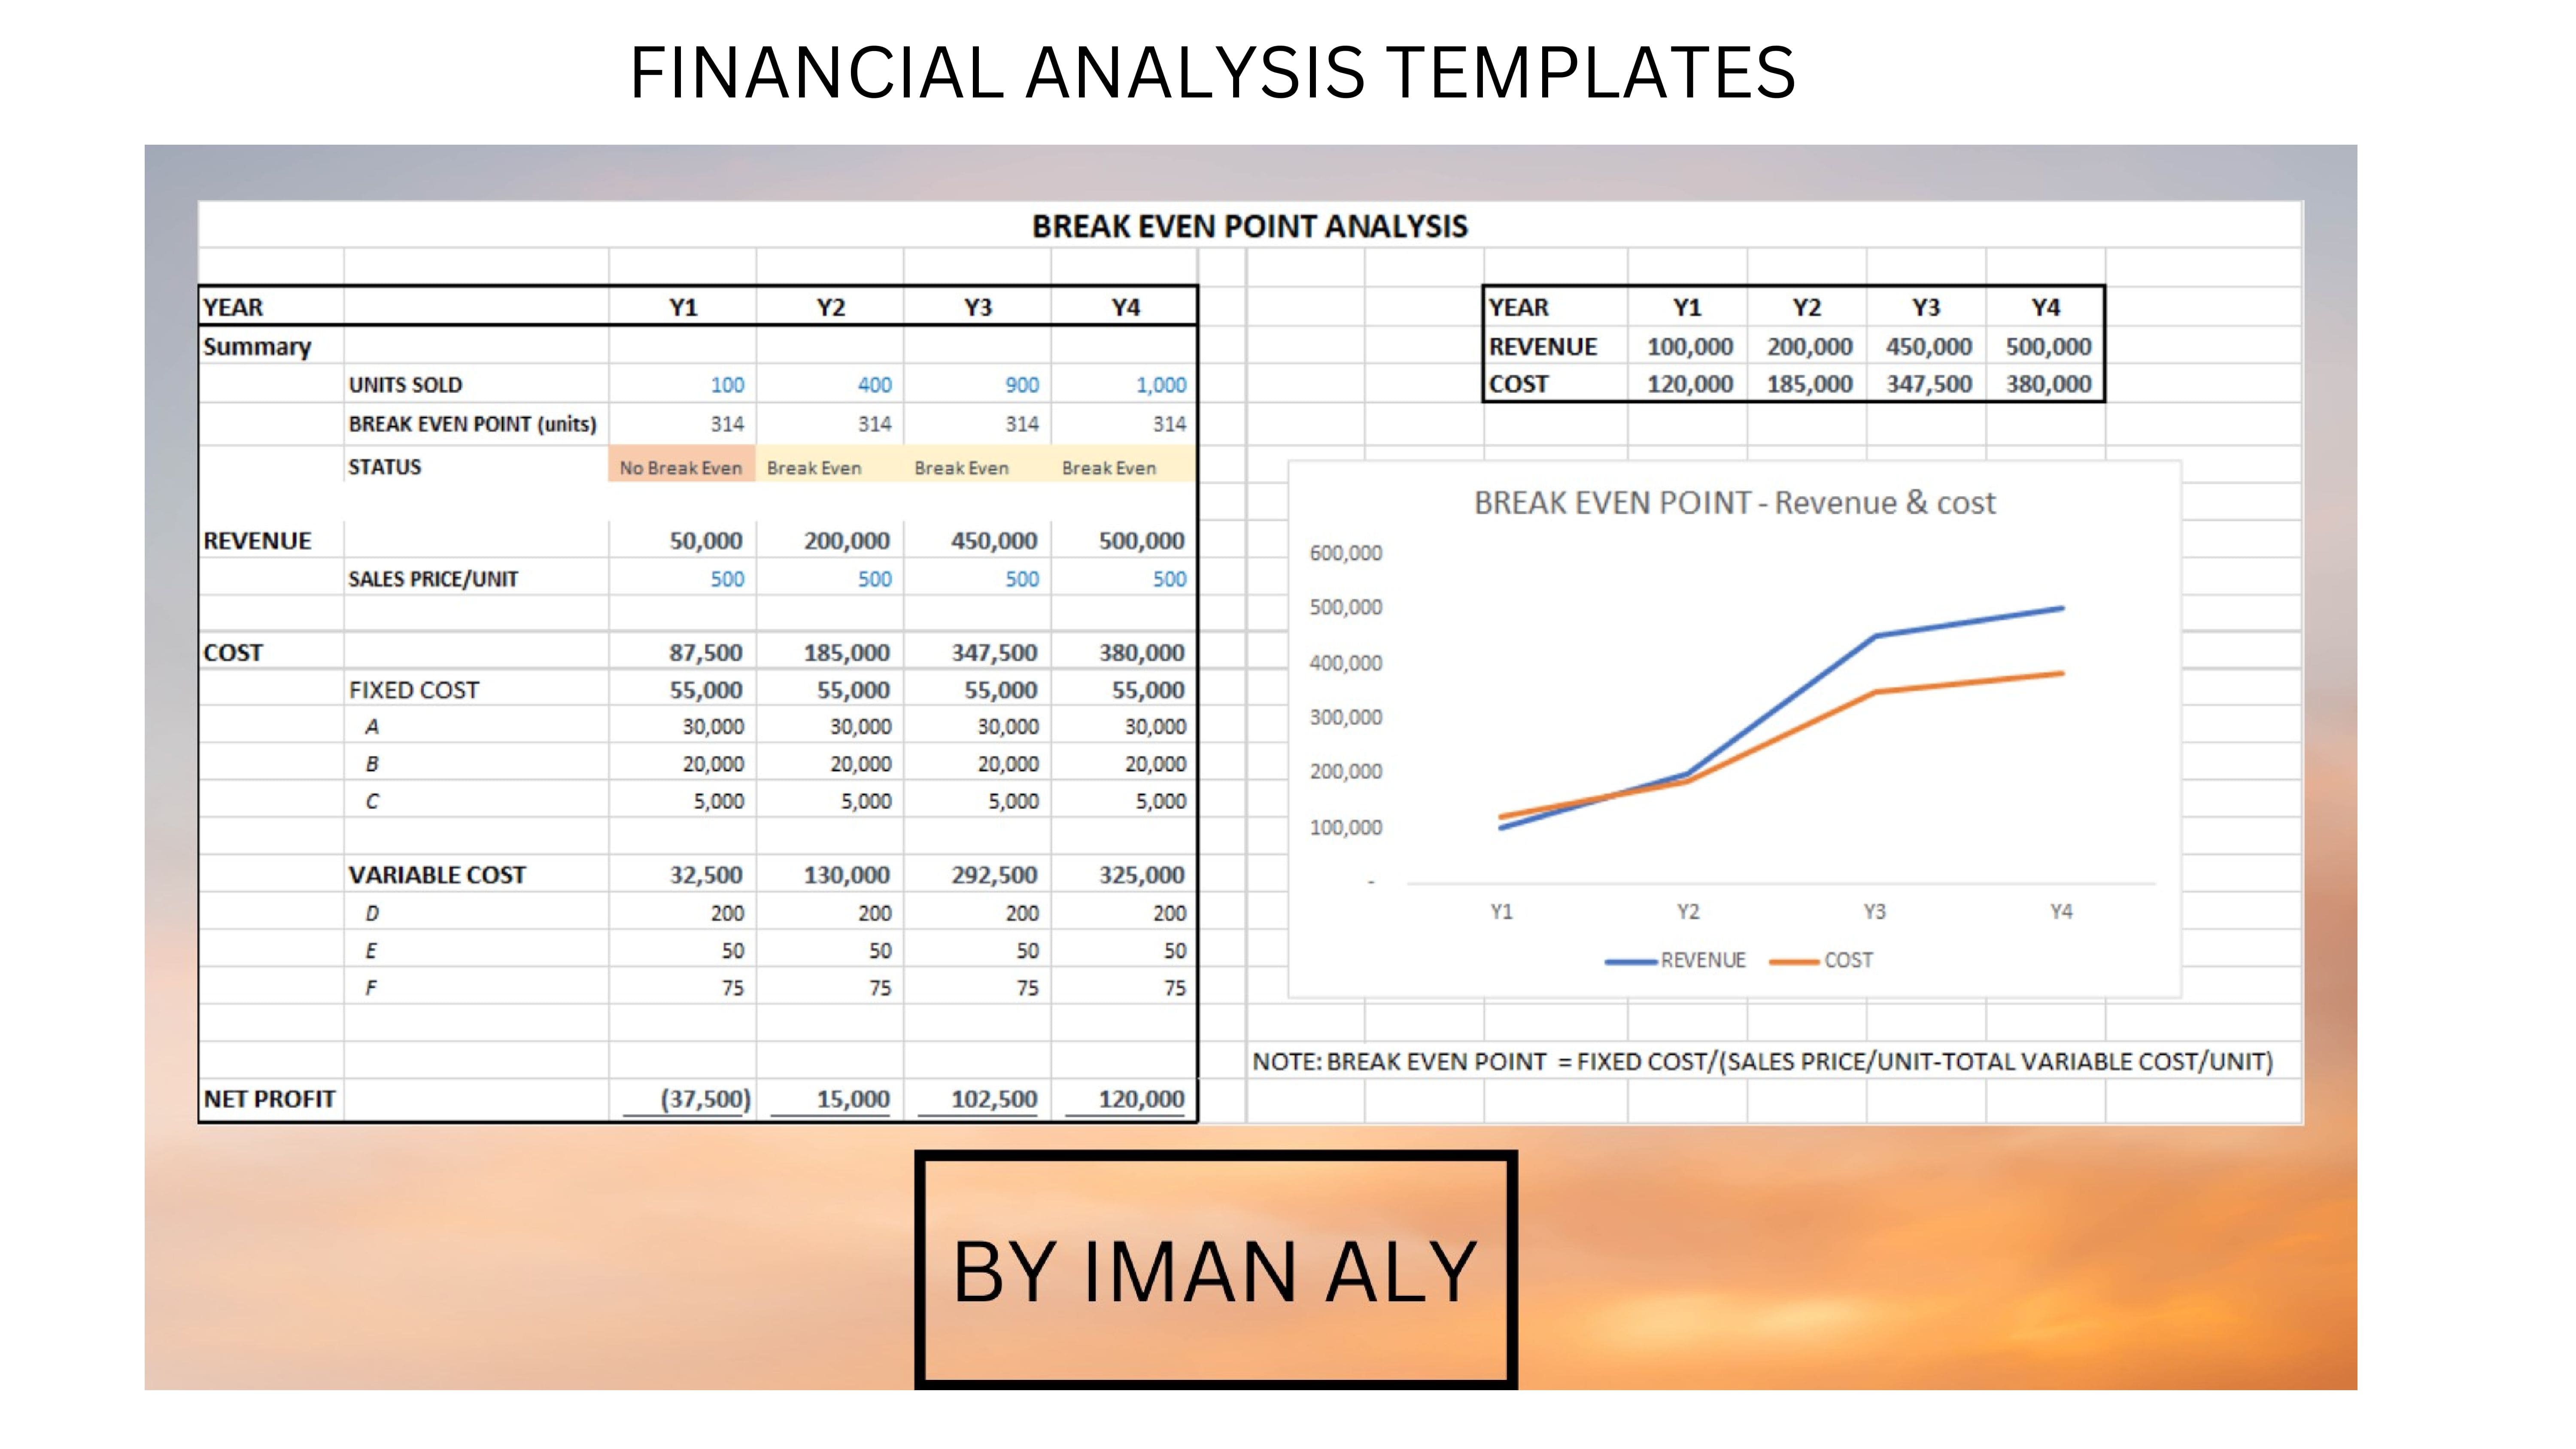 FINANCIAL ANALYSIS TEMPLATES
BREAK EVEN POINT ANALYSIS
YEAR Y1 Y2 Y3 Y4
Summary
UNITS SOLD 100 400 900 1,000
BREAK EVEN POINT (units) 314 314 314 314
STATUS No Break Even Break Even Break Even Break Even
REVENUE 50,000 200,000 450,000 500,000
SALES PRICE/UNIT 500 500 500 500
COST 87,500 185,000 347,500 380,000
FIXED COST 55,000 55,000 55,000 55,000
A 30,000 30,000 30,000 30,000
B 20,000 20,000 20,000 20,000
C 5,000 5,000 5,000 5,000
VARIABLE COST 32,500 130,000 292,500 325,000
D 200 200 200 200
E 50 50 50 50
F 75 75 75 75
NET PROFIT (37,500) 15,000 102,500 120,000
YEAR Y1 Y2 Y3 Y4
REVENUE 100,000 200,000 450,000 500,000
COST 120,000 185,000 347,500 380,000
BREAK EVEN POINT - Revenue & cost
600,000
500,000
400,000
300,000
200,000
100,000
-
Y1 Y2 Y3 Y4
REVENUE COST
NOTE: BREAK EVEN POINT = FIXED COST/(SALES PRICE/UNIT-TOTAL VARIABLE COST/UNIT)
BY IMAN ALY